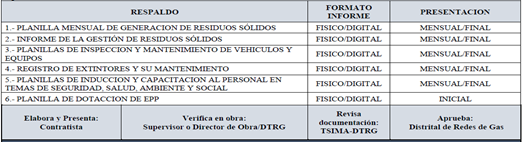 RESPALDO FORMATO INFORME PRESENTACION
1.- PLANILLA MENSUAL DE GENERACION DE RESIDUOS SÓLIDOS FISICO/DIGITAL MENSUAL/FINAL
2.- INFORME DE LA GESTIÓN DE RESIDUOS SÓLIDOS FISICO/DIGITAL MENSUAL/FINAL
3.- PLANILLAS DE INSPECCION Y MANTENIMIENTO DE VEHICULOS Y EQUIPOS FISICO/DIGITAL MENSUAL/FINAL
4.- REGISTRO DE EXTINTORES Y SU MANTENIMIENTO FISICO/DIGITAL MENSUAL/FINAL
5.- PLANILLAS DE INDUCCION Y CAPACITACION AL PERSONAL EN TEMAS DE SEGURIDAD, SALUD, AMBIENTE Y SOCIAL FISICO/DIGITAL MENSUAL/FINAL
6.- PLANILLA DE DOTACCION DE EPP FISICO/DIGITAL INICIAL
Elabora y Presenta: Contratista
Verifica en obra: Supervisor o Director de Obra/DTRG
Revisa documentación: TSIMA-DTRG
Aprueba: Distrital de Redes de Gas